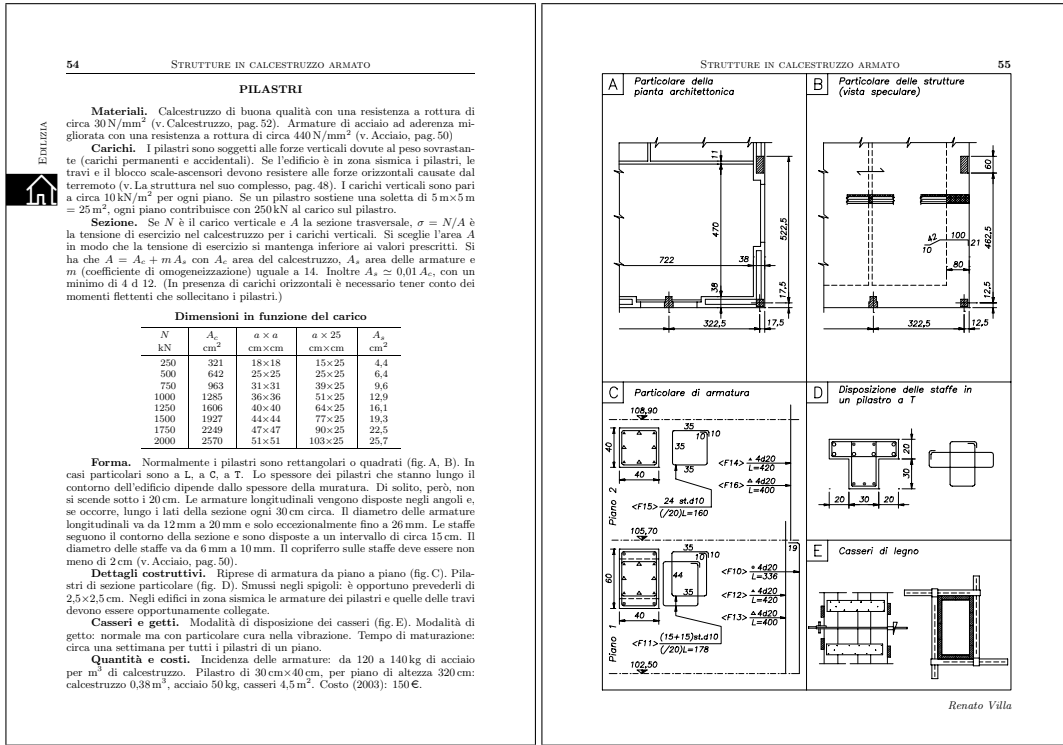 54 STRUTTURE IN CALCESTRUZZO ARMATO
PILASTRI
EDILIZIA
Materiali. Calcestruzzo di buona qualità con una resistenza a rottura di
circa 30 N/mm² (v. Calcestruzzo, pag. 52). Armature di acciaio ad aderenza mi-
gliorata con una resistenza a rottura di circa 440 N/mm² (v. Acciaio, pag. 50)
Carichi. I pilastri sono soggetti alle forze verticali dovute al peso sovrastan-
te (carichi permanenti e accidentali). Se l'edificio è in zona sismica i pilastri, le
travi e il blocco scale-ascensori devono resistere alle forze orizzontali causate dal
terremoto (v. La struttura nel suo complesso, pag. 48). I carichi verticali sono pari
a circa 10 kN/m² per ogni piano. Se un pilastro sostiene una soletta di 5 m×5 m
= 25 m², ogni piano contribuisce con 250 kN al carico sul pilastro.
Sezione. Se N è il carico verticale e A la sezione trasversale, σ = N/A è
la tensione di esercizio nel calcestruzzo per i carichi verticali. Si sceglie l'area A
in modo che la tensione di esercizio si mantenga inferiore ai valori prescritti. Si
ha che A = A_c + m A_s con A_c area del calcestruzzo, A_s area delle armature e
m (coefficiente di omogeneizzazione) uguale a 14. Inoltre A_s ≃ 0,01 A_c, con un
minimo di 4 d 12. (In presenza di carichi orizzontali è necessario tener conto dei
momenti flettenti che sollecitano i pilastri.)
Dimensioni in funzione del carico
N A_c a × a a × 25 A_s
kN cm² cm×cm cm×cm cm²
250 321 18×18 15×25 4,4
500 642 25×25 25×25 6,4
750 963 31×31 39×25 9,6
1000 1285 36×36 51×25 12,9
1250 1606 40×40 64×25 16,1
1500 1927 44×44 77×25 19,3
1750 2249 47×47 90×25 22,5
2000 2570 51×51 103×25 25,7
Forma. Normalmente i pilastri sono rettangolari o quadrati (fig. A, B). In
casi particolari sono a L, a C, a T. Lo spessore dei pilastri che stanno lungo il
contorno dell'edificio dipende dallo spessore della muratura. Di solito, però, non
si scende sotto i 20 cm. Le armature longitudinali vengono disposte negli angoli e,
se occorre, lungo i lati della sezione ogni 30 cm circa. Il diametro delle armature
longitudinali va da 12 mm a 20 mm e solo eccezionalmente fino a 26 mm. Le staffe
seguono il contorno della sezione e sono disposte a un intervallo di circa 15 cm. Il
diametro delle staffe va da 6 mm a 10 mm. Il copriferro sulle staffe deve essere non
meno di 2 cm (v. Acciaio, pag. 50).
Dettagli costruttivi. Riprese di armatura da piano a piano (fig. C). Pila-
stri di sezione particolare (fig. D). Smussi negli spigoli: è opportuno prevederli di
2,5×2,5 cm. Negli edifici in zona sismica le armature dei pilastri e quelle delle travi
devono essere opportunamente collegate.
Casseri e getti. Modalità di disposizione dei casseri (fig. E). Modalità di
getto: normale ma con particolare cura nella vibrazione. Tempo di maturazione:
circa una settimana per tutti i pilastri di un piano.
Quantità e costi. Incidenza delle armature: da 120 a 140 kg di acciaio
per m³ di calcestruzzo. Pilastro di 30 cm×40 cm, per piano di altezza 320 cm:
calcestruzzo 0,38 m³, acciaio 50 kg, casseri 4,5 m². Costo (2003): 150 €.
STRUTTURE IN CALCESTRUZZO ARMATO 55
A Particolare della
pianta architettonica
11
470
522,5
722
38
38
17,5
322,5
17,5
B Particolare delle strutture
(vista speculare)
60
462,5
42
100
10
21
80
12,5
322,5
12,5
C Particolare di armatura
108.90
35
10
10
40
35
40
<F14> 4d20
L=420
<F16> 4d20
L=400
24 st.d10
<F15> (/20)L=160
Piano 2
105.70
35
10
10
19
60
44
35
40
<F10> 4d20
L=336
<F12> 4d20
L=420
<F13> 4d20
L=400
(15+15)st.d10
<F11> (/20)L=178
Piano 1
102.50
D Disposizione delle staffe in
un pilastro a T
20
30
20 30 20
E Casseri di legno
Renato Villa